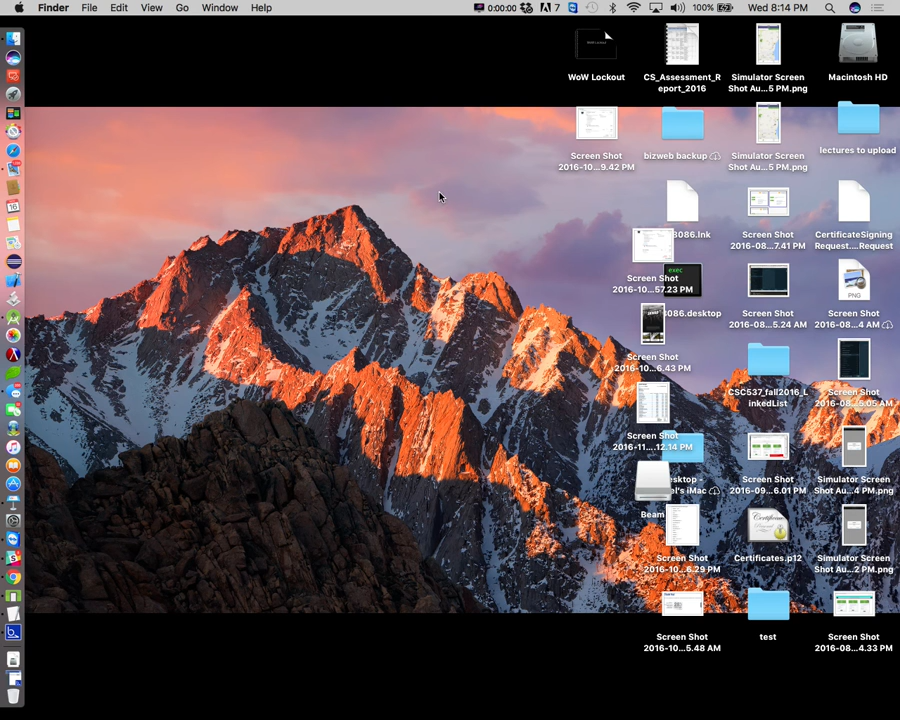 Finder File Edit View Go Window Help
0:00:00 7 100% Wed 8:14 PM
WoW Lockout
CS_Assessment_R
eport_2016
Simulator Screen
Shot Au...5 PM.png
Macintosh HD
Screen Shot
2016-10...9.42 PM
bizweb backup
Simulator Screen
Shot Au...5 PM.png
lectures to upload
8086.lnk
Screen Shot
2016-08...7.41 PM
CertificateSigning
Request....Request
Screen Shot
2016-10...57.23 PM
exec
8086.desktop
Screen Shot
2016-08...5.24 AM
PNG
Screen Shot
2016-08...4 AM
Screen Shot
2016-10...6.43 PM
CSC537_fall2016_L
inkedList
Screen Shot
2016-08...5.05 AM
Screen Shot
2016-11....12.14 PM
esktop -
el's iMac
Screen Shot
2016-09...6.01 PM
Simulator Screen
Shot Au...4 PM.png
Beam
Screen Shot
2016-10...6.29 PM
Certificates.p12
Simulator Screen
Shot Au...2 PM.png
Screen Shot
2016-10...5.48 AM
test
Screen Shot
2016-08...4.33 PM